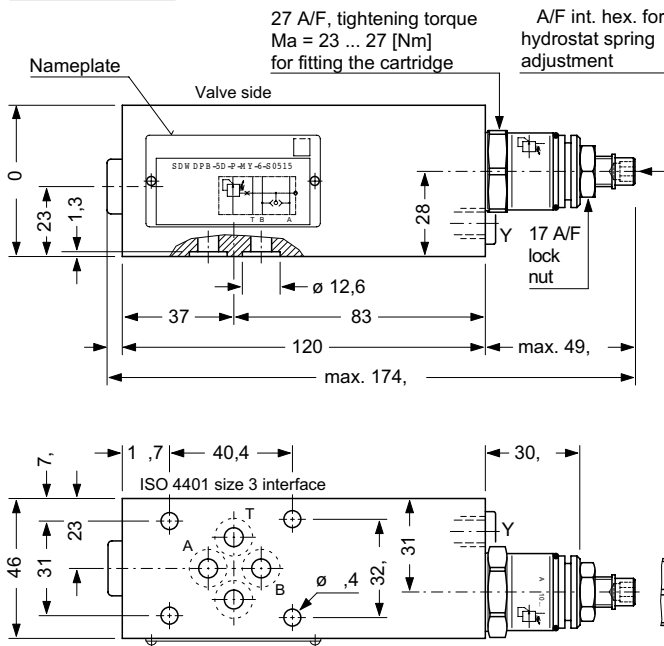 27 A/F, tightening torque
Ma = 23 ... 27 [Nm]
for fitting the cartridge
A/F int. hex. for
hydrostat spring
adjustment
Nameplate
Valve side
SDWDPB-5D-P-MY-6-S0515
T B A
0
23
1,3
28
Y
17 A/F
lock
nut
ø 12,6
37
83
120
max. 49,
max. 174,
7,
1 ,7
40,4
30,
ISO 4401 size 3 interface
46
31
23
T
A
B
32,
31
Y
ø ,4